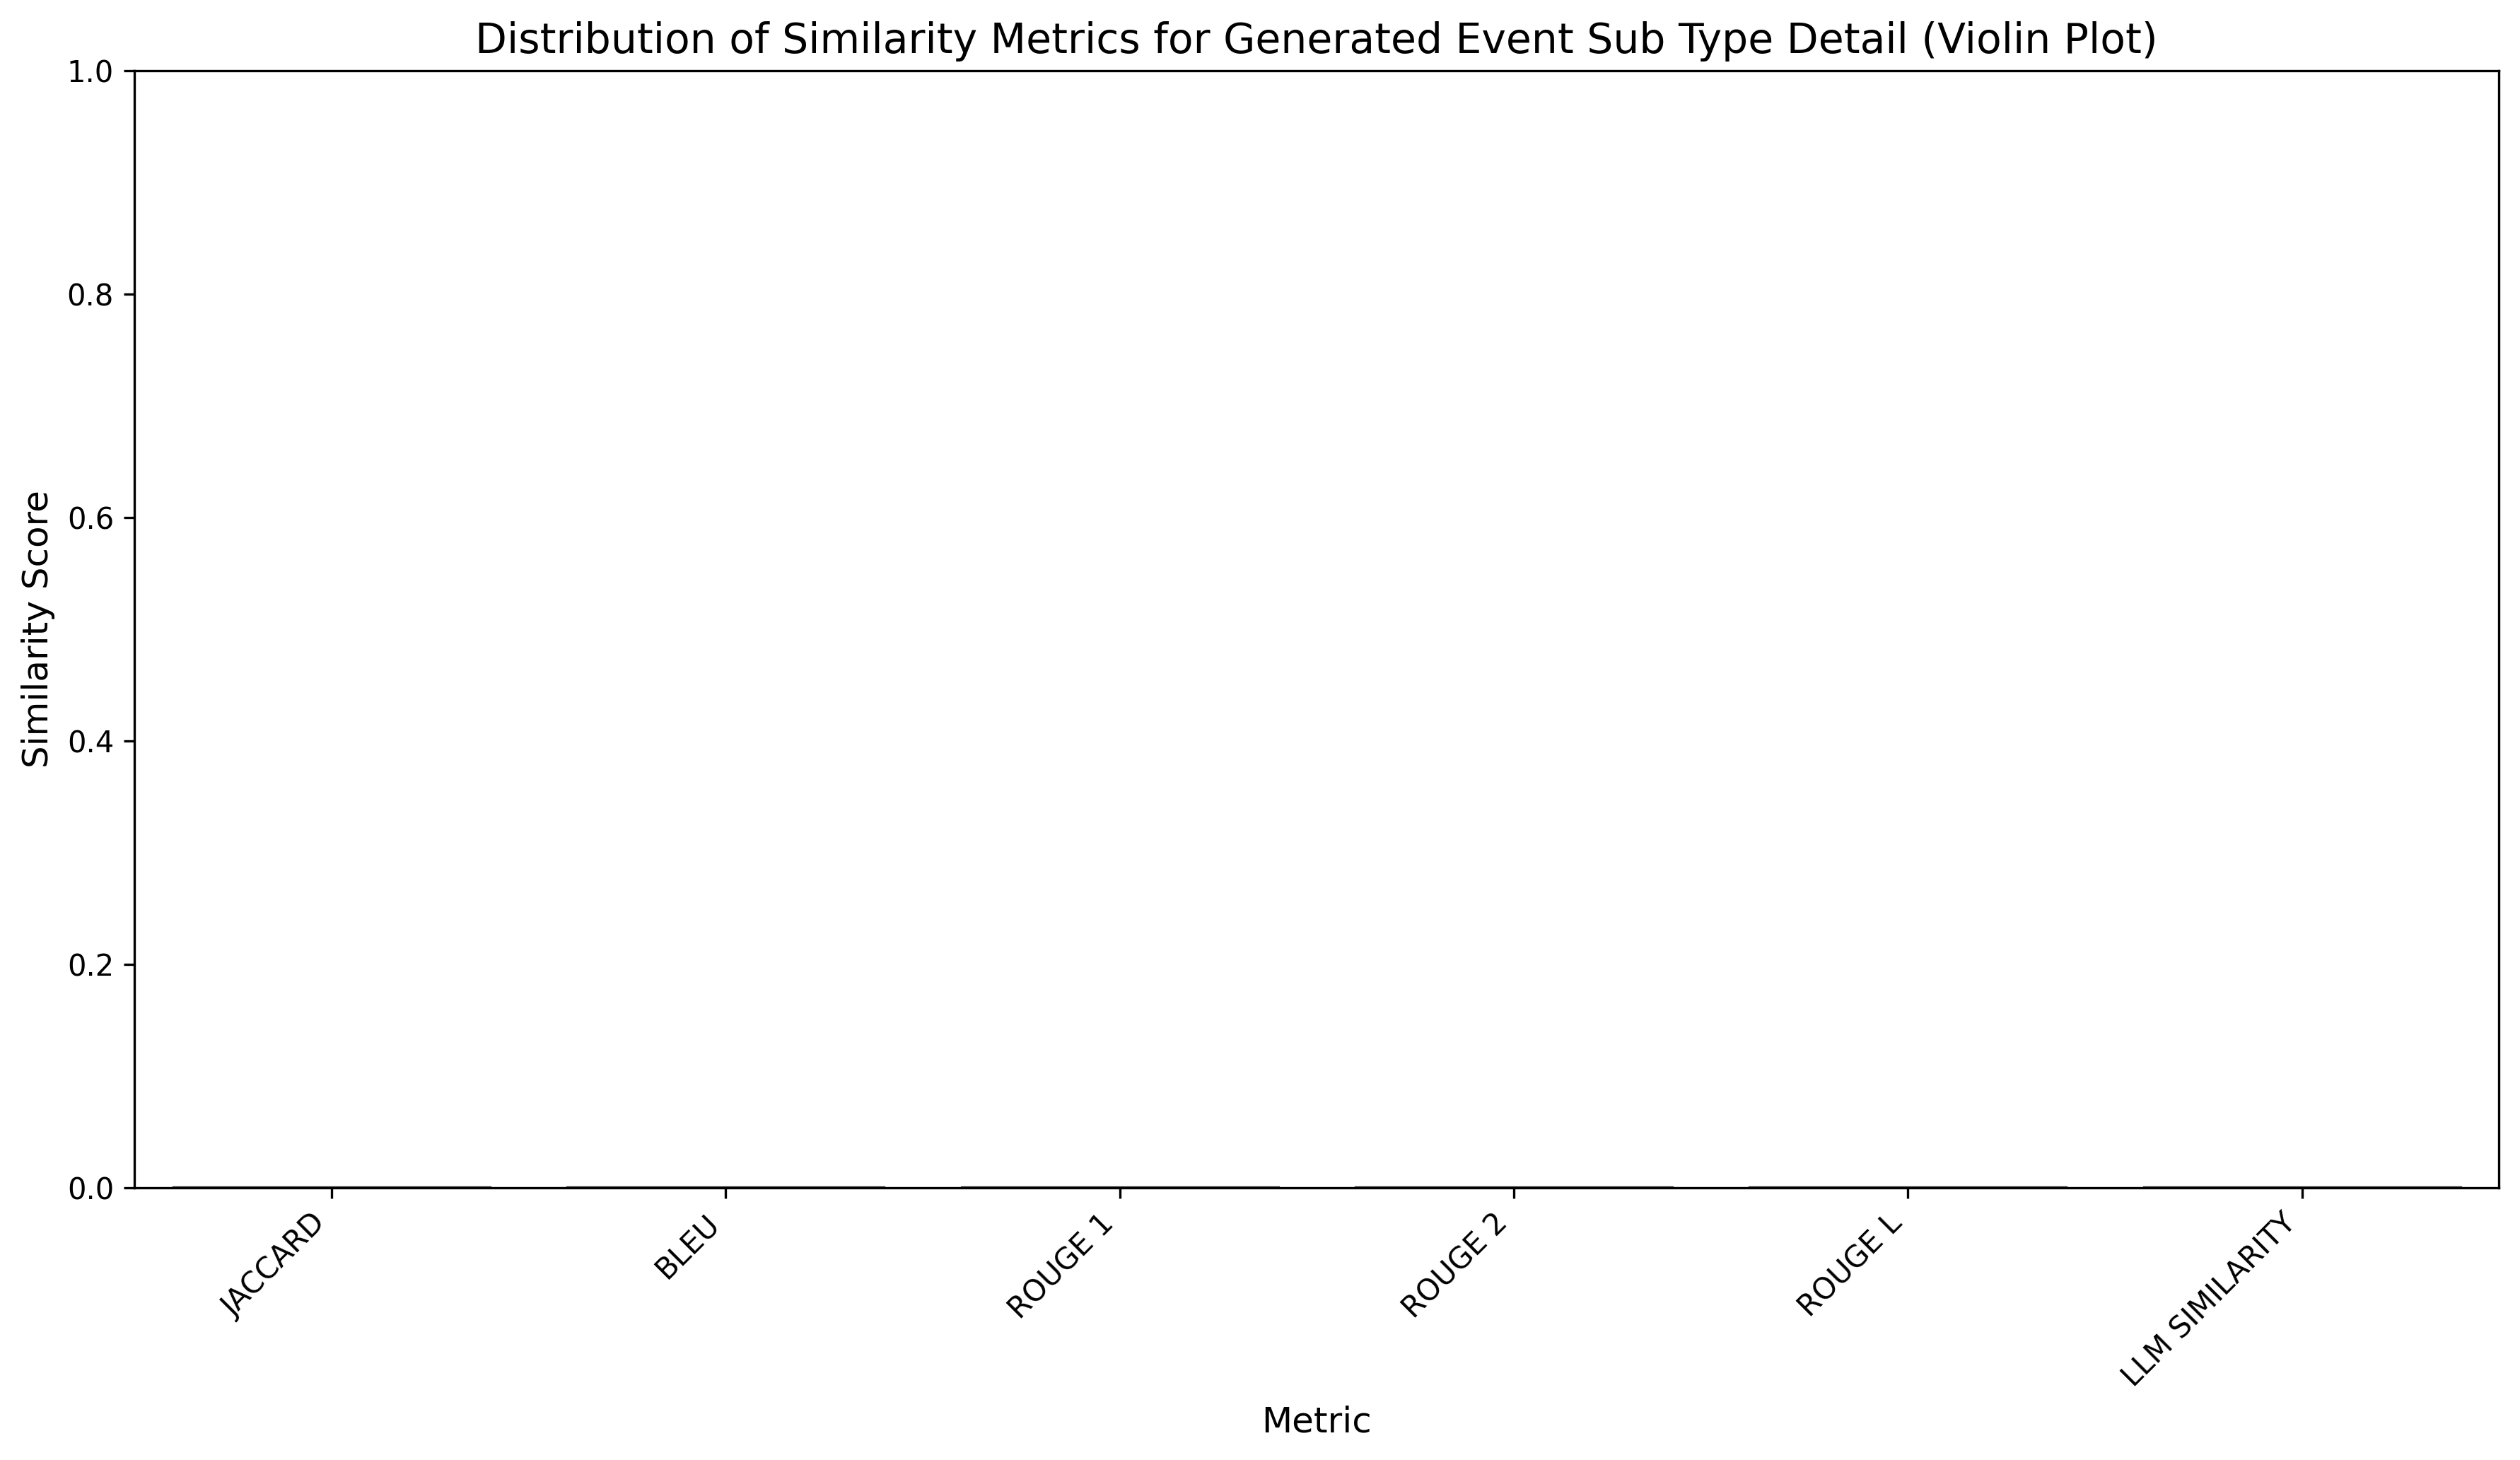 Distribution of Similarity Metrics for Generated Event Sub Type Detail (Violin Plot)
1.0
0.8
0.6
0.4
0.2
0.0
Similarity Score
JACCARD
BLEU
ROUGE 1
ROUGE 2
ROUGE L
LLM SIMILARITY
Metric